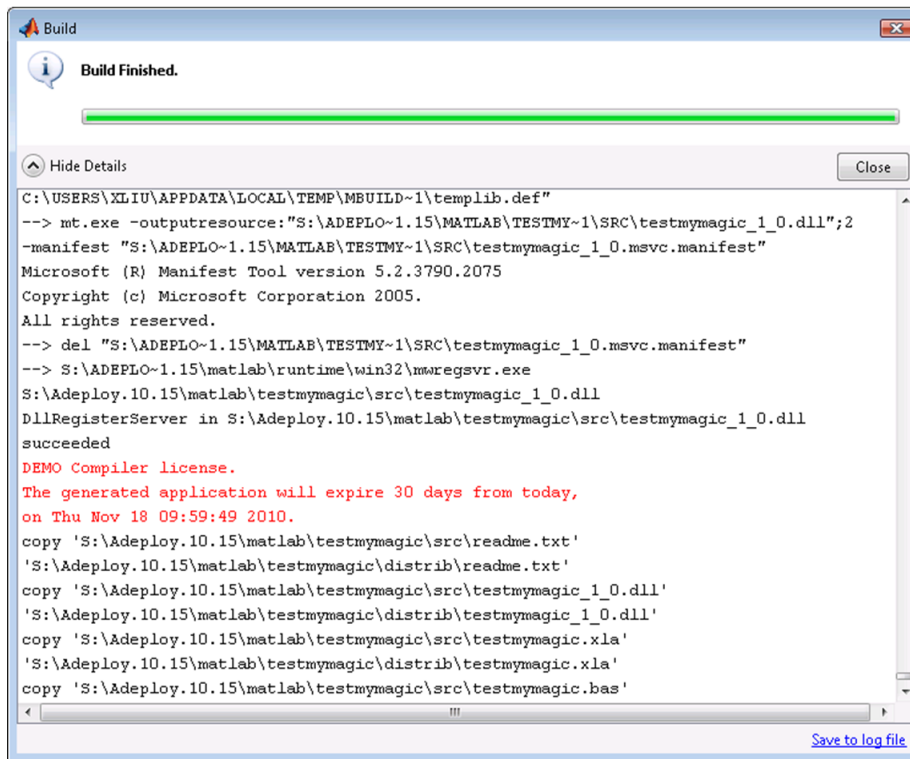 Build
Build Finished.
Hide Details
Close
C:\USERS\XLIU\APPDATA\LOCAL\TEMP\MBUILD~1\templib.def"
--> mt.exe -outputresource:"S:\ADEPLO~1.15\MATLAB\TESTMY~1\SRC\testmymagic_1_0.dll";2
-manifest "S:\ADEPLO~1.15\MATLAB\TESTMY~1\SRC\testmymagic_1_0.msvc.manifest"
Microsoft (R) Manifest Tool version 5.2.3790.2075
Copyright (c) Microsoft Corporation 2005.
All rights reserved.
--> del "S:\ADEPLO~1.15\MATLAB\TESTMY~1\SRC\testmymagic_1_0.msvc.manifest"
--> S:\ADEPLO~1.15\matlab\runtime\win32\mwregsvr.exe
S:\Adeploy.10.15\matlab\testmymagic\src\testmymagic_1_0.dll
DllRegisterServer in S:\Adeploy.10.15\matlab\testmymagic\src\testmymagic_1_0.dll
succeeded
DEMO Compiler license.
The generated application will expire 30 days from today,
on Thu Nov 18 09:59:49 2010.
copy 'S:\Adeploy.10.15\matlab\testmymagic\src\readme.txt'
'S:\Adeploy.10.15\matlab\testmymagic\distrib\readme.txt'
copy 'S:\Adeploy.10.15\matlab\testmymagic\src\testmymagic_1_0.dll'
'S:\Adeploy.10.15\matlab\testmymagic\distrib\testmymagic_1_0.dll'
copy 'S:\Adeploy.10.15\matlab\testmymagic\src\testmymagic.xla'
'S:\Adeploy.10.15\matlab\testmymagic\distrib\testmymagic.xla'
copy 'S:\Adeploy.10.15\matlab\testmymagic\src\testmymagic.bas'
Save to log file